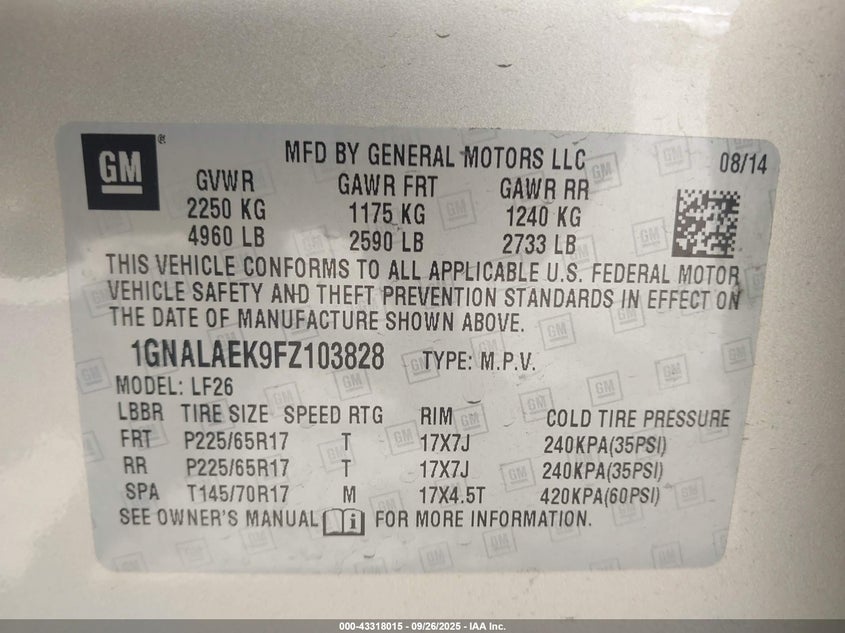 GM®
MFD BY GENERAL MOTORS LLC 08/14
GVWR GAWR FRT GAWR RR
2250 KG 1175 KG 1240 KG
4960 LB 2590 LB 2733 LB
THIS VEHICLE CONFORMS TO ALL APPLICABLE U.S. FEDERAL MOTOR
VEHICLE SAFETY AND THEFT PREVENTION STANDARDS IN EFFECT ON
THE DATE OF MANUFACTURE SHOWN ABOVE.
1GNALAEK9FZ103828 TYPE: M.P.V.
MODEL: LF26
LBBR TIRE SIZE SPEED RTG RIM COLD TIRE PRESSURE
FRT P225/65R17 T 17X7J 240KPA(35PSI)
RR P225/65R17 T 17X7J 240KPA(35PSI)
SPA T145/70R17 M 17X4.5T 420KPA(60PSI)
SEE OWNER'S MANUAL i FOR MORE INFORMATION.
000-43318015 - 09/26/2025 - IAA Inc.